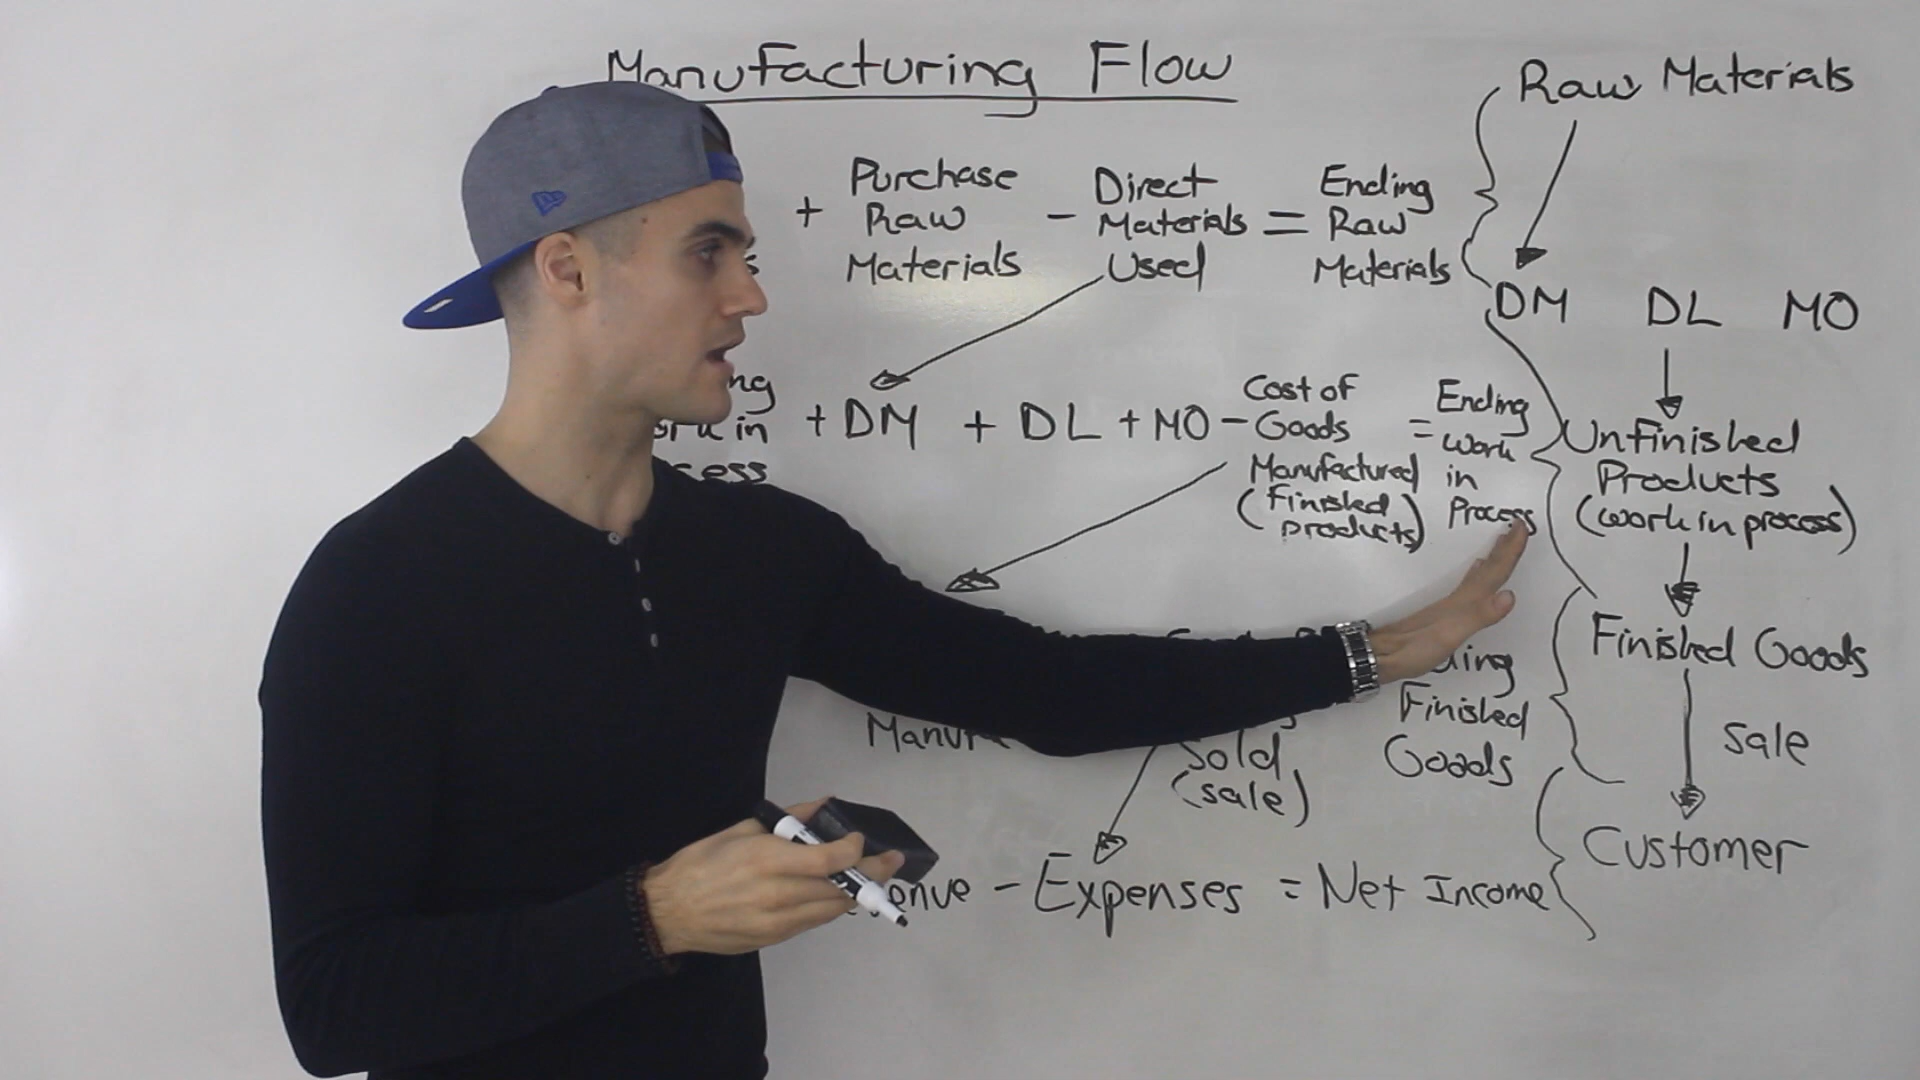 Manufacturing Flow
+ Purchase Raw Materials - Direct Materials Used = Ending Raw Materials
+ DM + DL + MO - Cost of Goods Manufactured (Finished products) = Ending Work in Process
Sold (sale)
Finished Goods
- Expenses = Net Income
Raw Materials
DM DL MO
Unfinished
Products
(work in process)
Finished Goods
Sale
Customer